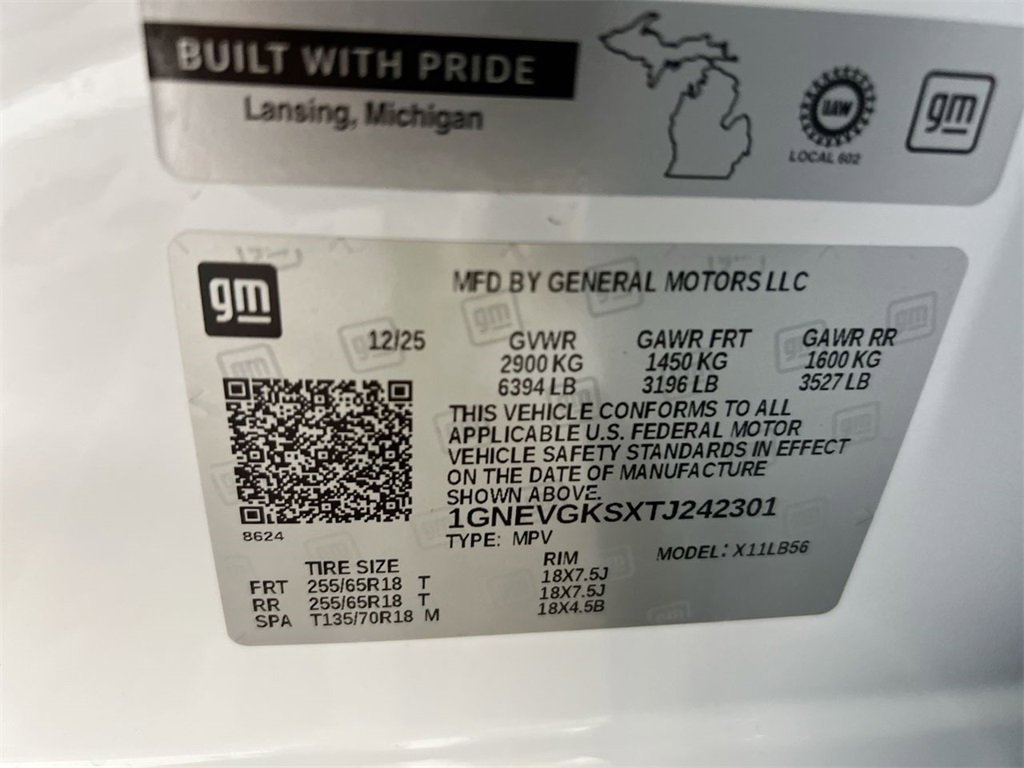 BUILT WITH PRIDE
Lansing, Michigan
UAW
LOCAL 602
gm
gm
MFD BY GENERAL MOTORS LLC
12/25 GVWR GAWR FRT GAWR RR
2900 KG 1450 KG 1600 KG
6394 LB 3196 LB 3527 LB
THIS VEHICLE CONFORMS TO ALL
APPLICABLE U.S. FEDERAL MOTOR
VEHICLE SAFETY STANDARDS IN EFFECT
ON THE DATE OF MANUFACTURE
SHOWN ABOVE.
1GNEVGKSXTJ242301
8624
TYPE: MPV MODEL: X11LB56
TIRE SIZE RIM
FRT 255/65R18 T 18X7.5J
RR 255/65R18 T 18X7.5J
SPA T135/70R18 M 18X4.5B